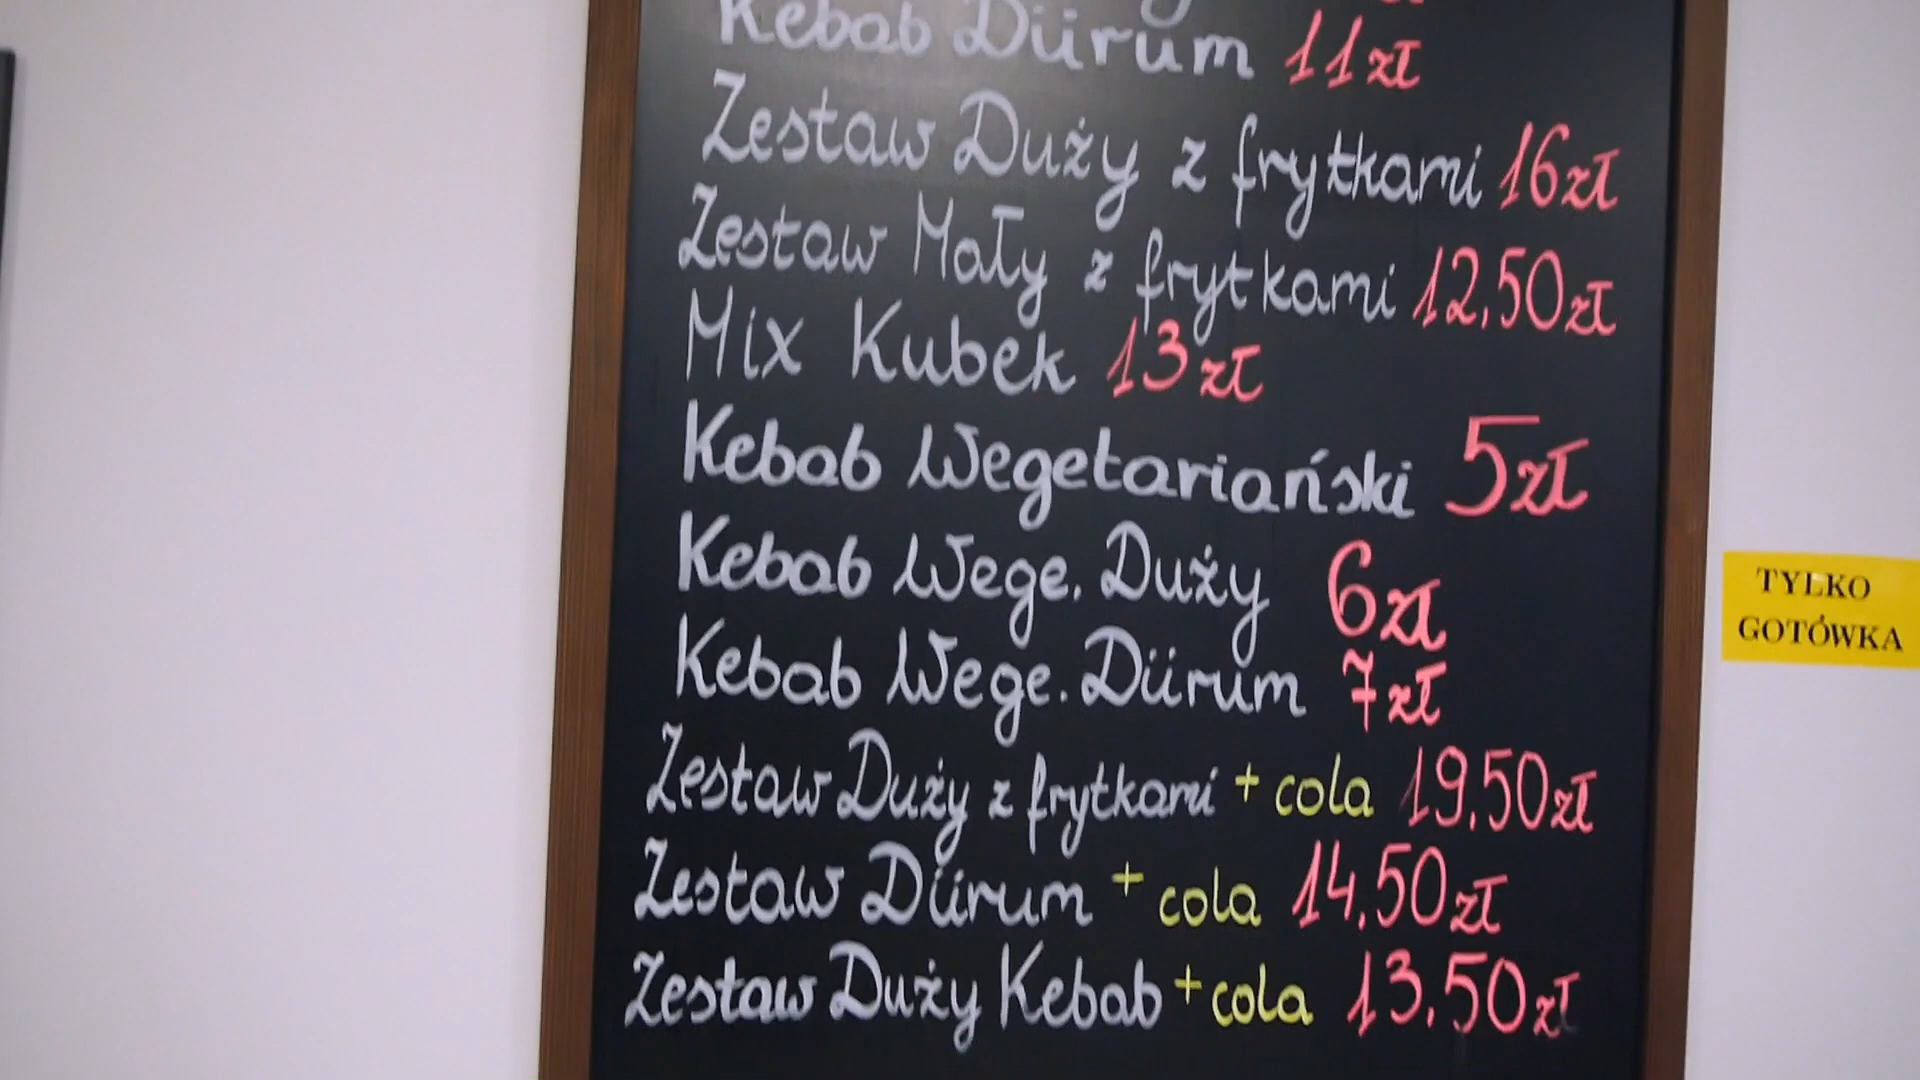 Kebab Dürum 11zł
Zestaw Duży z frytkami 16zł
Zestaw Mały z frytkami 12,50zł
Mix Kubek 13zł
Kebab Wegetariański 5zł
Kebab Wege. Duży 6zł
Kebab Wege. Dürum 7zł
Zestaw Duży z frytkami + cola 19,50zł
Zestaw Dürum + cola 14,50zł
Zestaw Duży Kebab + cola 13,50zł
TYLKO
GOTÓWKA